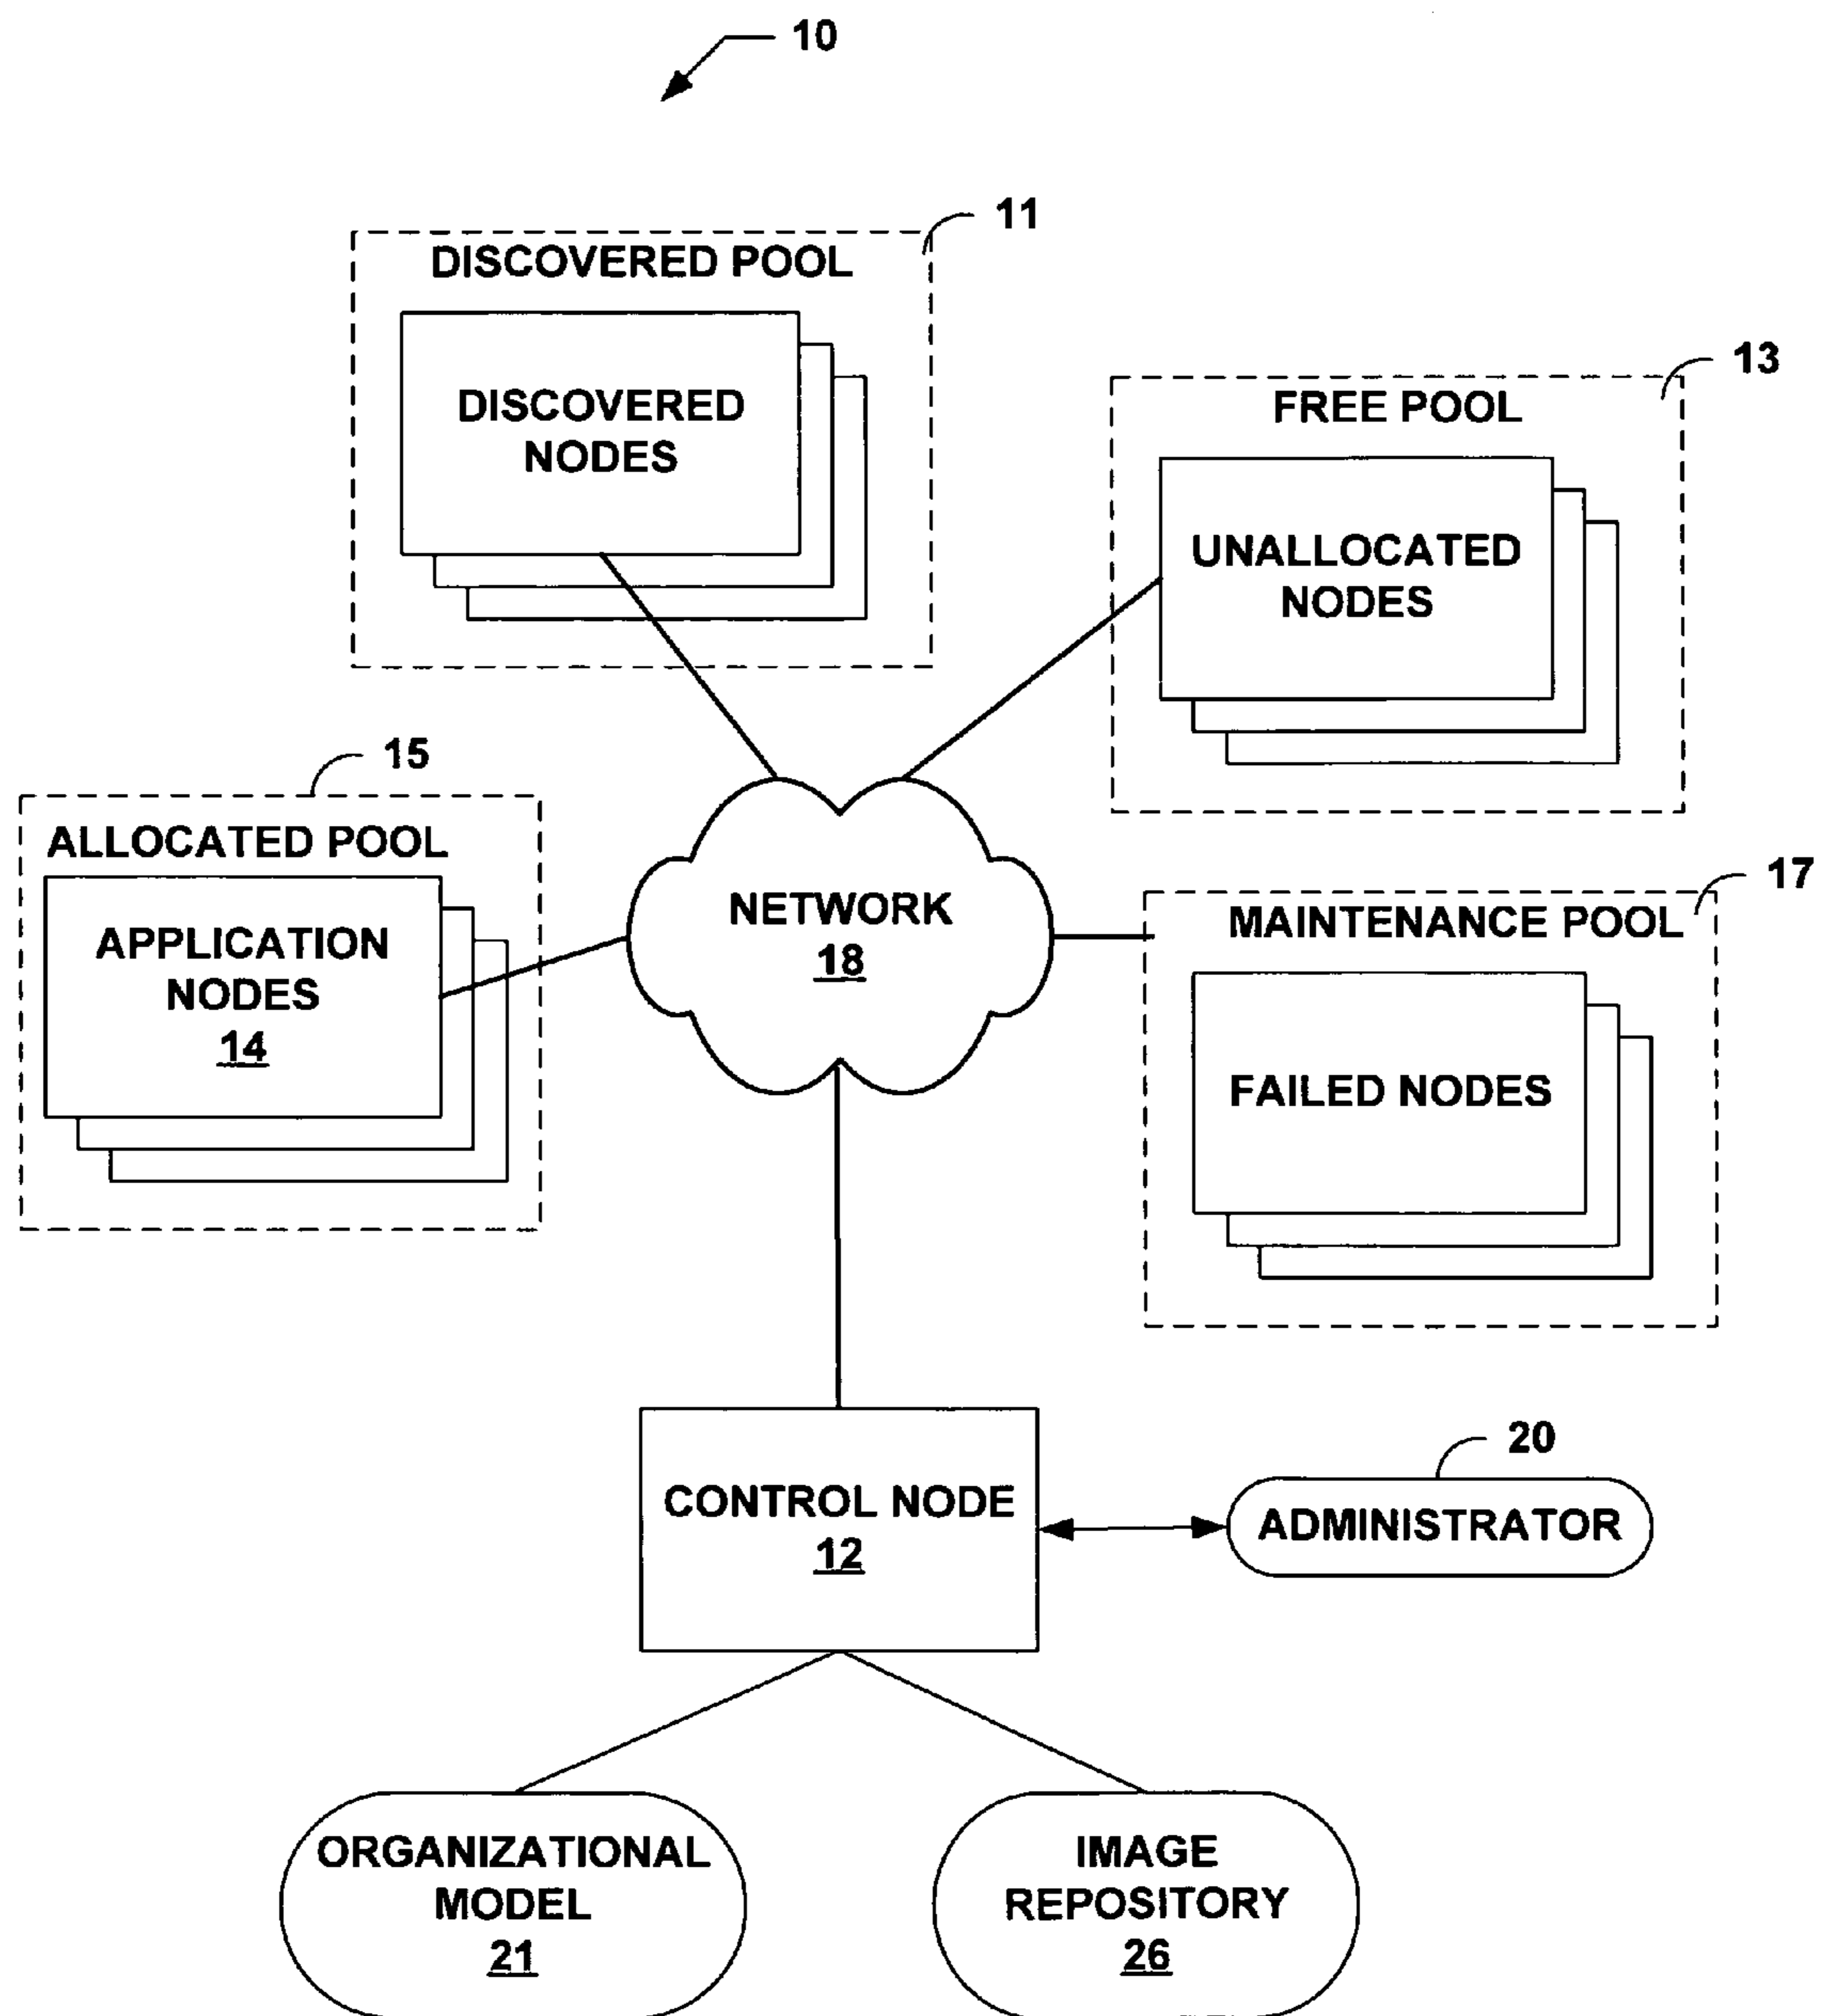 10
11
DISCOVERED POOL
DISCOVERED
NODES
13
FREE POOL
UNALLOCATED
NODES
15
ALLOCATED POOL
APPLICATION
NODES
14
NETWORK
18
17
MAINTENANCE POOL
FAILED NODES
CONTROL NODE
12
20
ADMINISTRATOR
ORGANIZATIONAL
MODEL
21
IMAGE
REPOSITORY
26